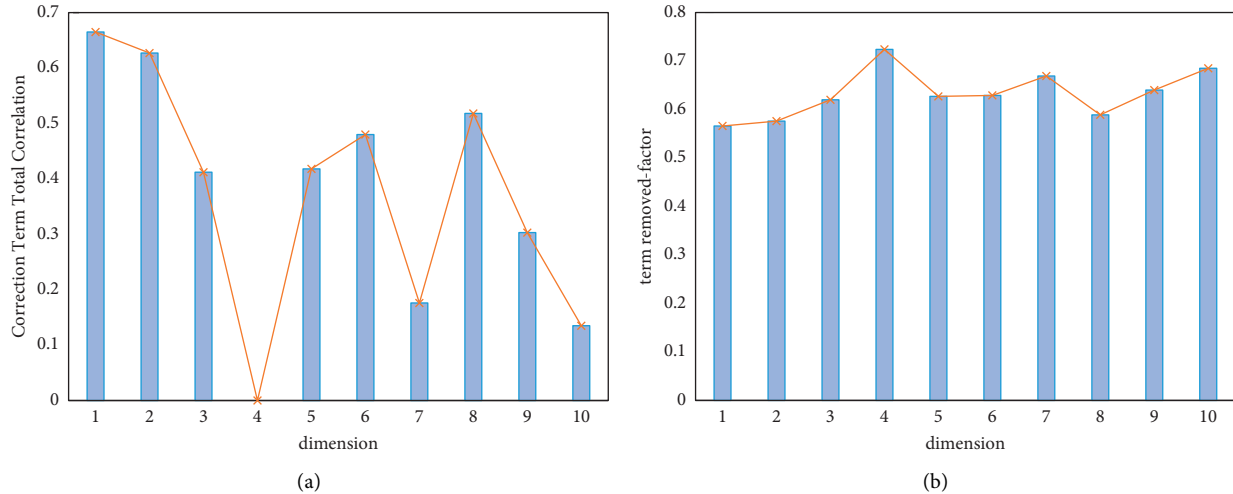 Correction Term Total Correlation
0.7
0.6
0.5
0.4
0.3
0.2
0.1
0
1 2 3 4 5 6 7 8 9 10
dimension
(a)
term removed-factor
0.8
0.7
0.6
0.5
0.4
0.3
0.2
0.1
0
1 2 3 4 5 6 7 8 9 10
dimension
(b)